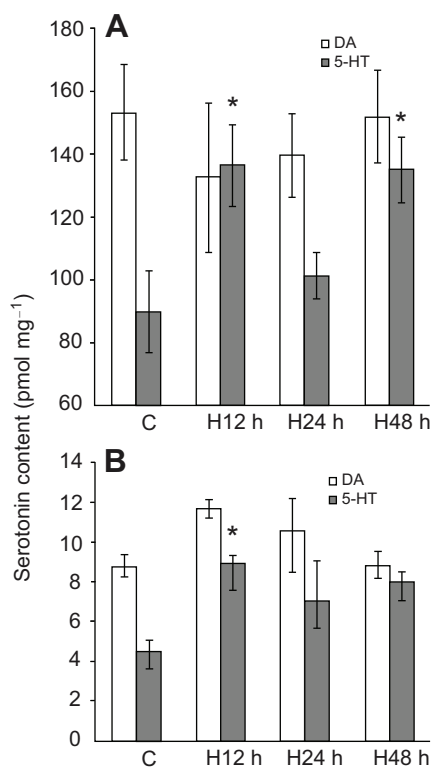 A
180
160
140
120
100
80
60
DA
5-HT
*
*
C
H12 h
H24 h
H48 h
Serotonin content (pmol mg⁻¹)
B
14
12
10
8
6
4
2
0
DA
5-HT
*
C
H12 h
H24 h
H48 h